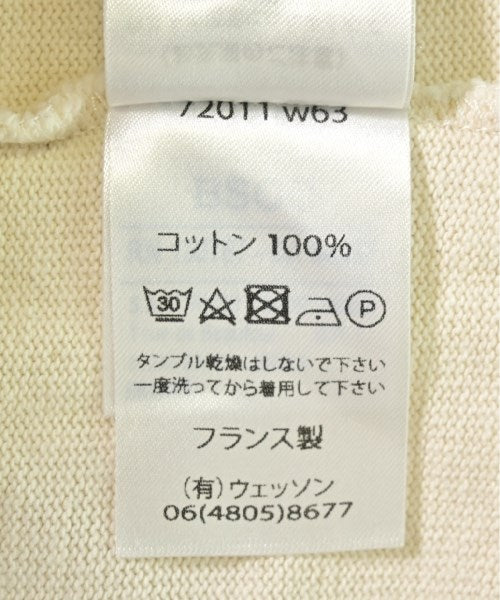 72011 w63
コットン 100%
30 P
タンブル乾燥はしないで下さい
一度洗ってから着用して下さい
フランス製
(有)ウェッソン
06(4805)8677